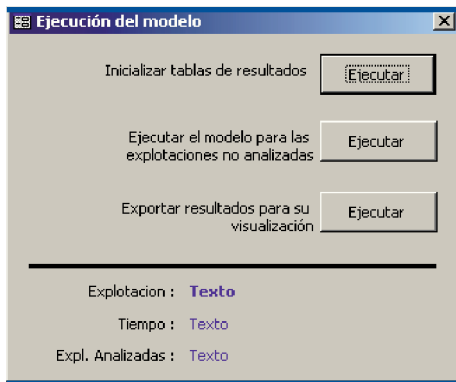 Ejecución del modelo
Inicializar tablas de resultados
Ejecutar
Ejecutar el modelo para las
explotaciones no analizadas
Ejecutar
Exportar resultados para su
visualización
Ejecutar
Explotacion : Texto
Tiempo : Texto
Expl. Analizadas : Texto